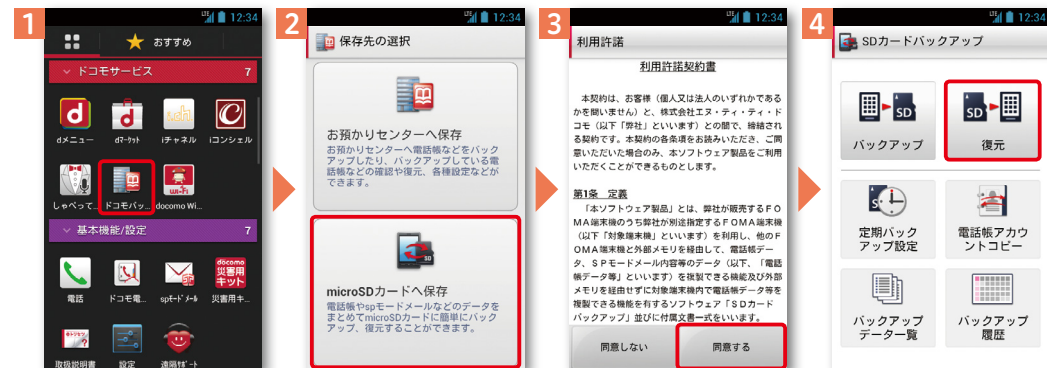 1
LTE 12:34
おすすめ
ドコモサービス 7
dメニュー
dマーケット
iチャネル
iコンシェル
しゃべって…
ドコモバッ…
docomo Wi…
基本機能/設定 7
電話
ドコモ電…
spモードメール
災害用キ…
docomo
災害用
キット
取扱説明書
設定
遠隔サポート
2
LTE 12:34
保存先の選択
お預かりセンターへ保存
お預かりセンターへ電話帳などをバック
アップしたり、バックアップしている電
話帳などの確認や復元、各種設定などが
できます。
microSDカードへ保存
電話帳やspモードメールなどのデータを
まとめてmicroSDカードに簡単にバック
アップ、復元することができます。
3
LTE 12:34
利用許諾
利用許諾契約書
本契約は、お客様（個人又は法人のいずれかである
かを問いません）と、株式会社エヌ・ティ・ティ・ド
コモ（以下「弊社」といいます）との間で、締結され
る契約です。本契約の各条項をお読みいただき、ご同
意いただいた場合のみ、本ソフトウェア製品をご利用
いただくことができるものとします。
第1条 定義
「本ソフトウェア製品」とは、弊社が販売するＦＯ
ＭＡ端末機のうち弊社が別途指定するＦＯＭＡ端末機
（以下「対象端末機」といいます）を利用し、他のＦ
ＯＭＡ端末機と外部メモリを経由して、電話帳デー
タ、ＳＰモードメール内容等のデータ（以下、「電話
帳データ等」といいます）を複製できる機能及び外部
メモリを経由せずに対象端末機内で電話帳データ等を
複製できる機能を有するソフトウェア「ＳＤカード
バックアップ」並びに付属文書一式をいいます。
同意しない
同意する
4
LTE 12:34
SDカードバックアップ
SD
バックアップ
SD
復元
定期バック
アップ設定
電話帳アカウ
ントコピー
バックアップ
データ一覧
バックアップ
履歴